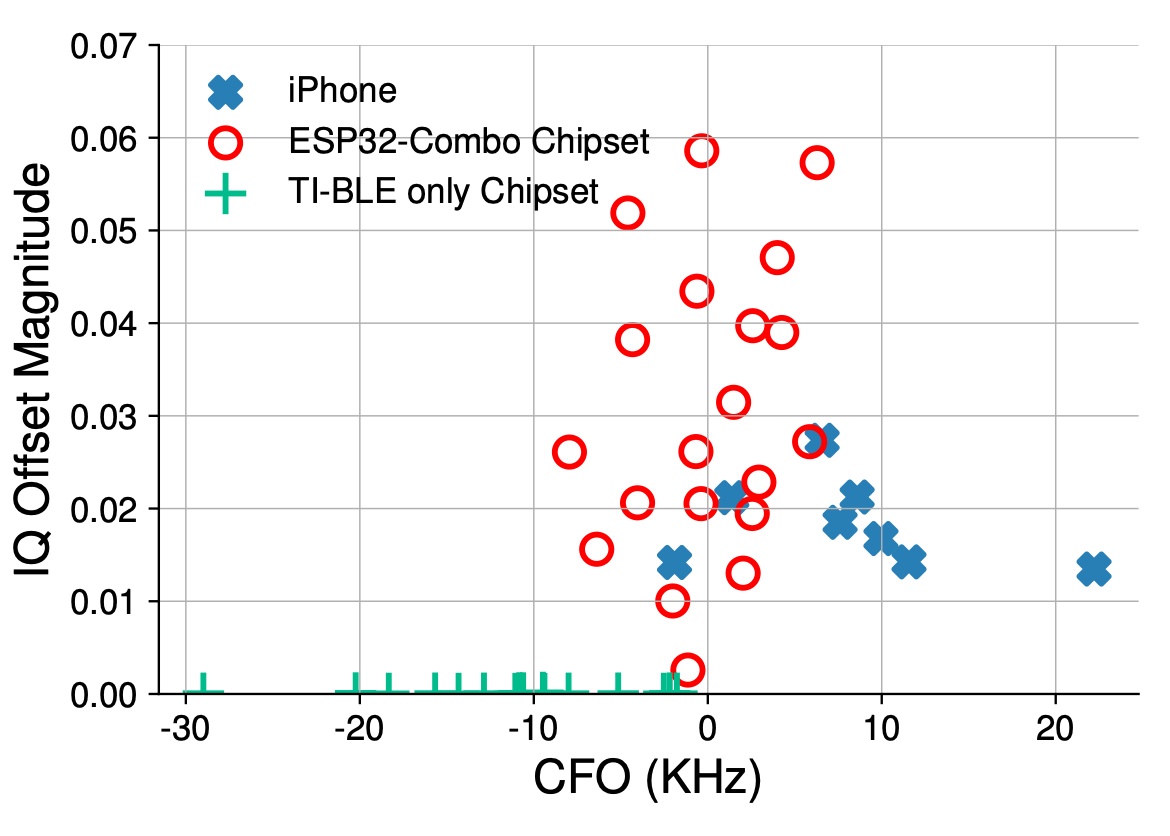 0.07
iPhone
ESP32-Combo Chipset
0.06
TI-BLE only Chipset
0.05
0.04
0.03
0.02
0.01
0.00
IQ Offset Magnitude
-30 -20 -10 0 10 20
CFO (KHz)